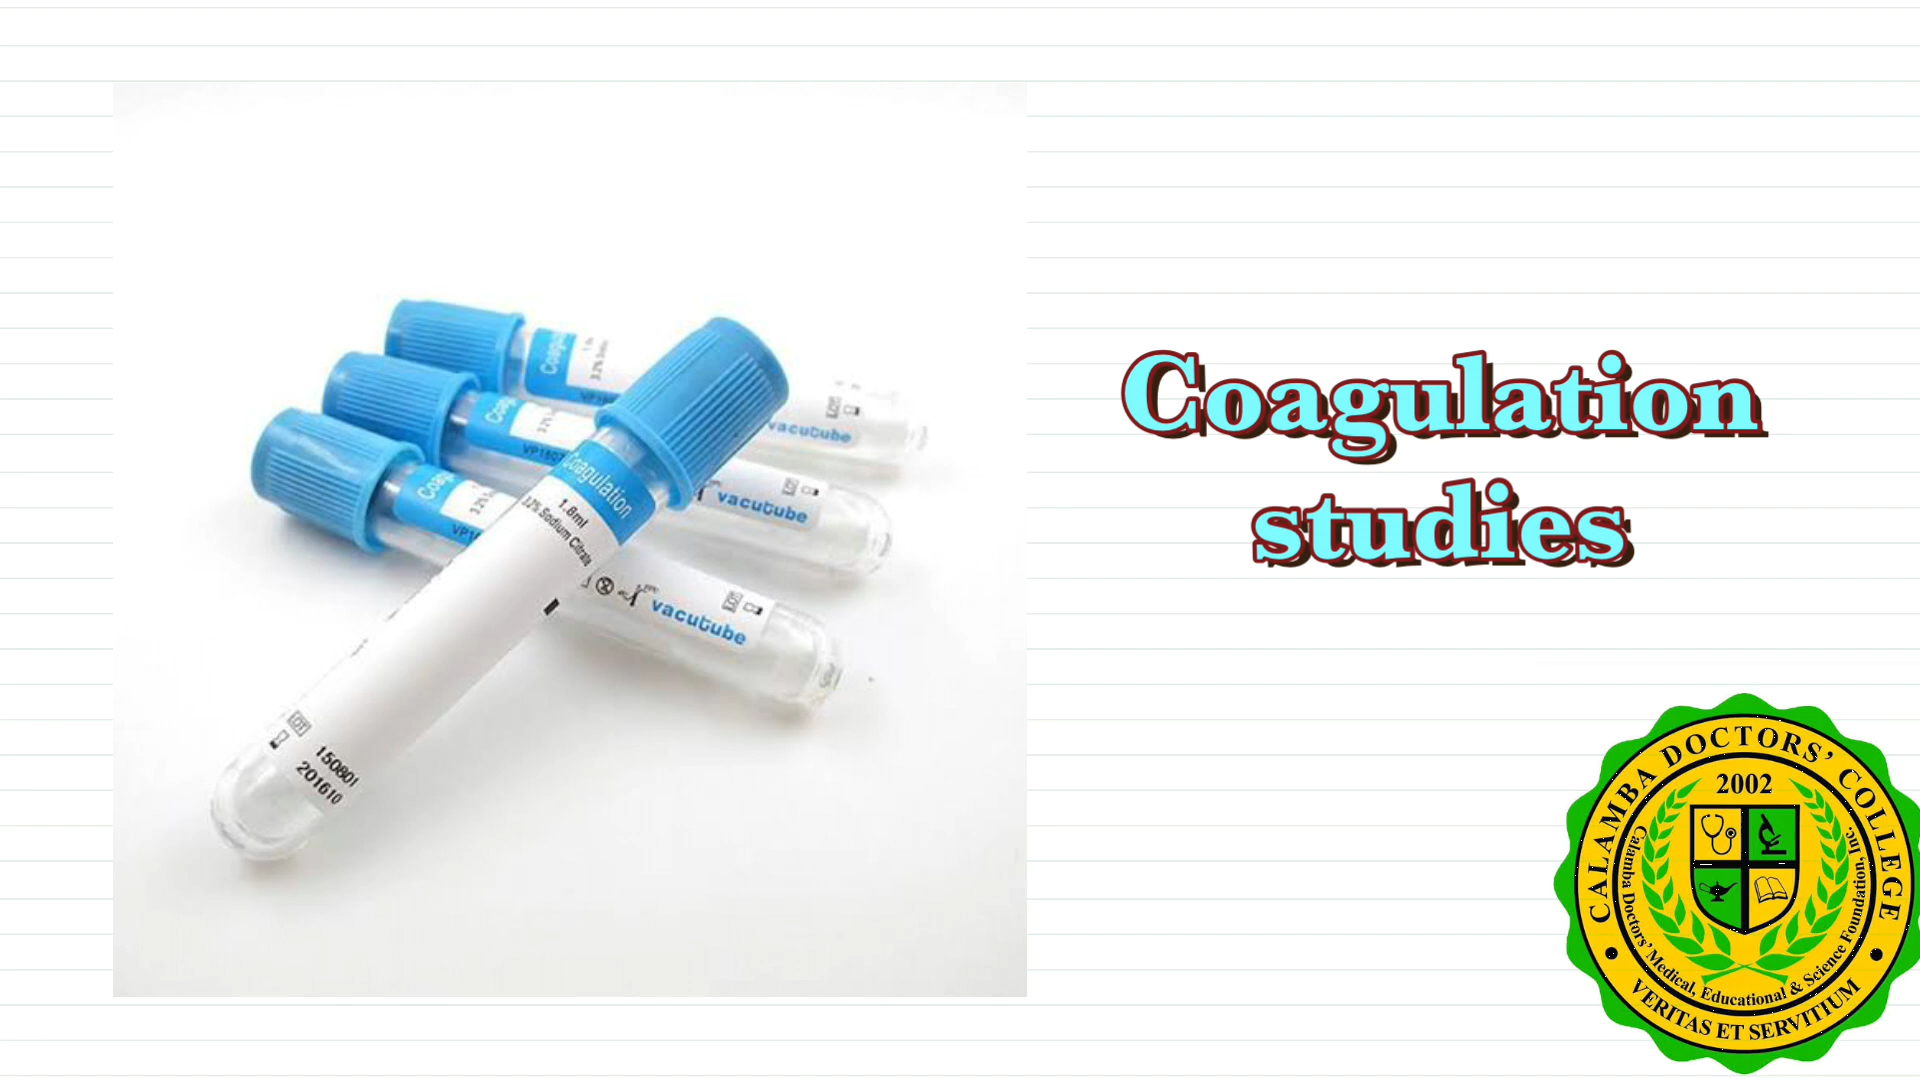 Coagulation
studies
Coagulation
1.8ml
3.2% Sodium Citrate
LOT
150801
201610
vacutube
vacutube
vacutube
CALAMBA DOCTORS' COLLEGE
2002
Calamba Doctors' Medical, Educational & Science Foundation, Inc.
VERITAS ET SERVITIUM